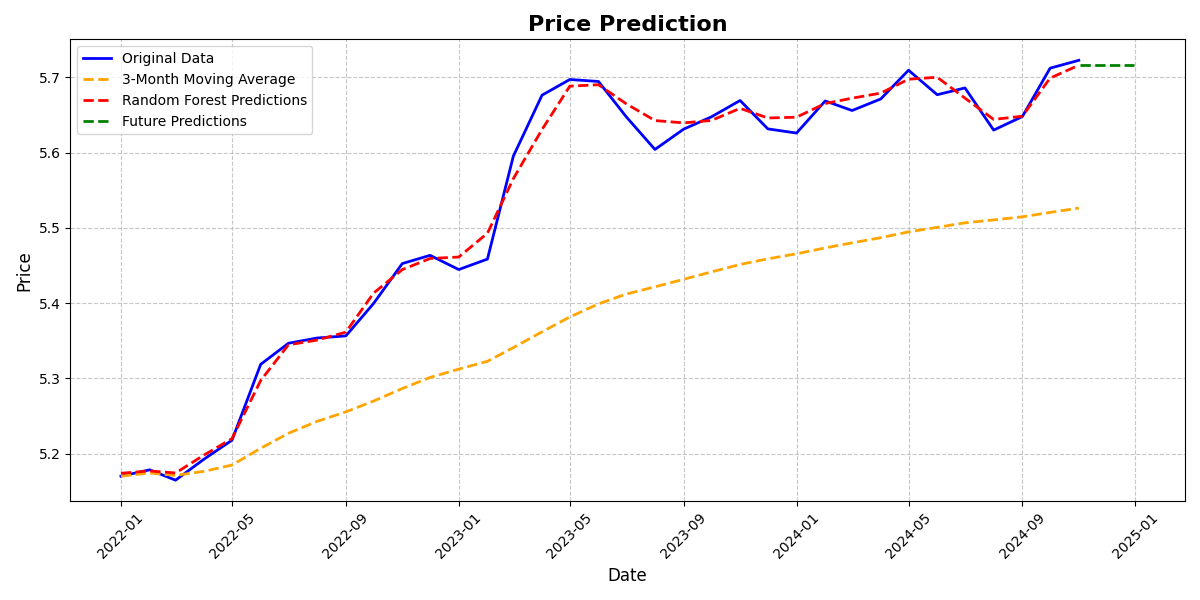 Price Prediction
Original Data
3-Month Moving Average
Random Forest Predictions
Future Predictions
Price
5.7
5.6
5.5
5.4
5.3
5.2
2022-01
2022-05
2022-09
2023-01
2023-05
2023-09
2024-01
2024-05
2024-09
2025-01
Date